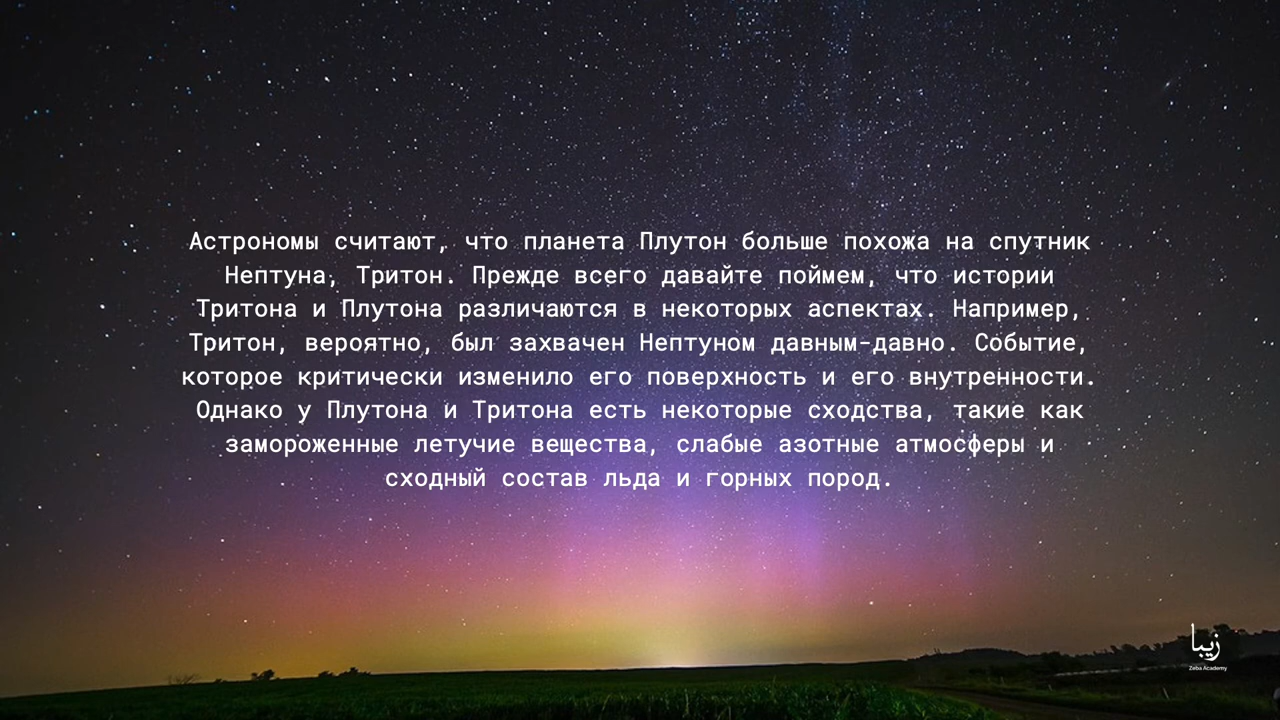 Астрономы считают, что планета Плутон больше похожа на спутник
Нептуна, Тритон. Прежде всего давайте поймем, что истории
Тритона и Плутона различаются в некоторых аспектах. Например,
Тритон, вероятно, был захвачен Нептуном давным-давно. Событие,
которое критически изменило его поверхность и его внутренности.
Однако у Плутона и Тритона есть некоторые сходства, такие как
замороженные летучие вещества, слабые азотные атмосферы и
сходный состав льда и горных пород.
زیبا
Zeba Academy